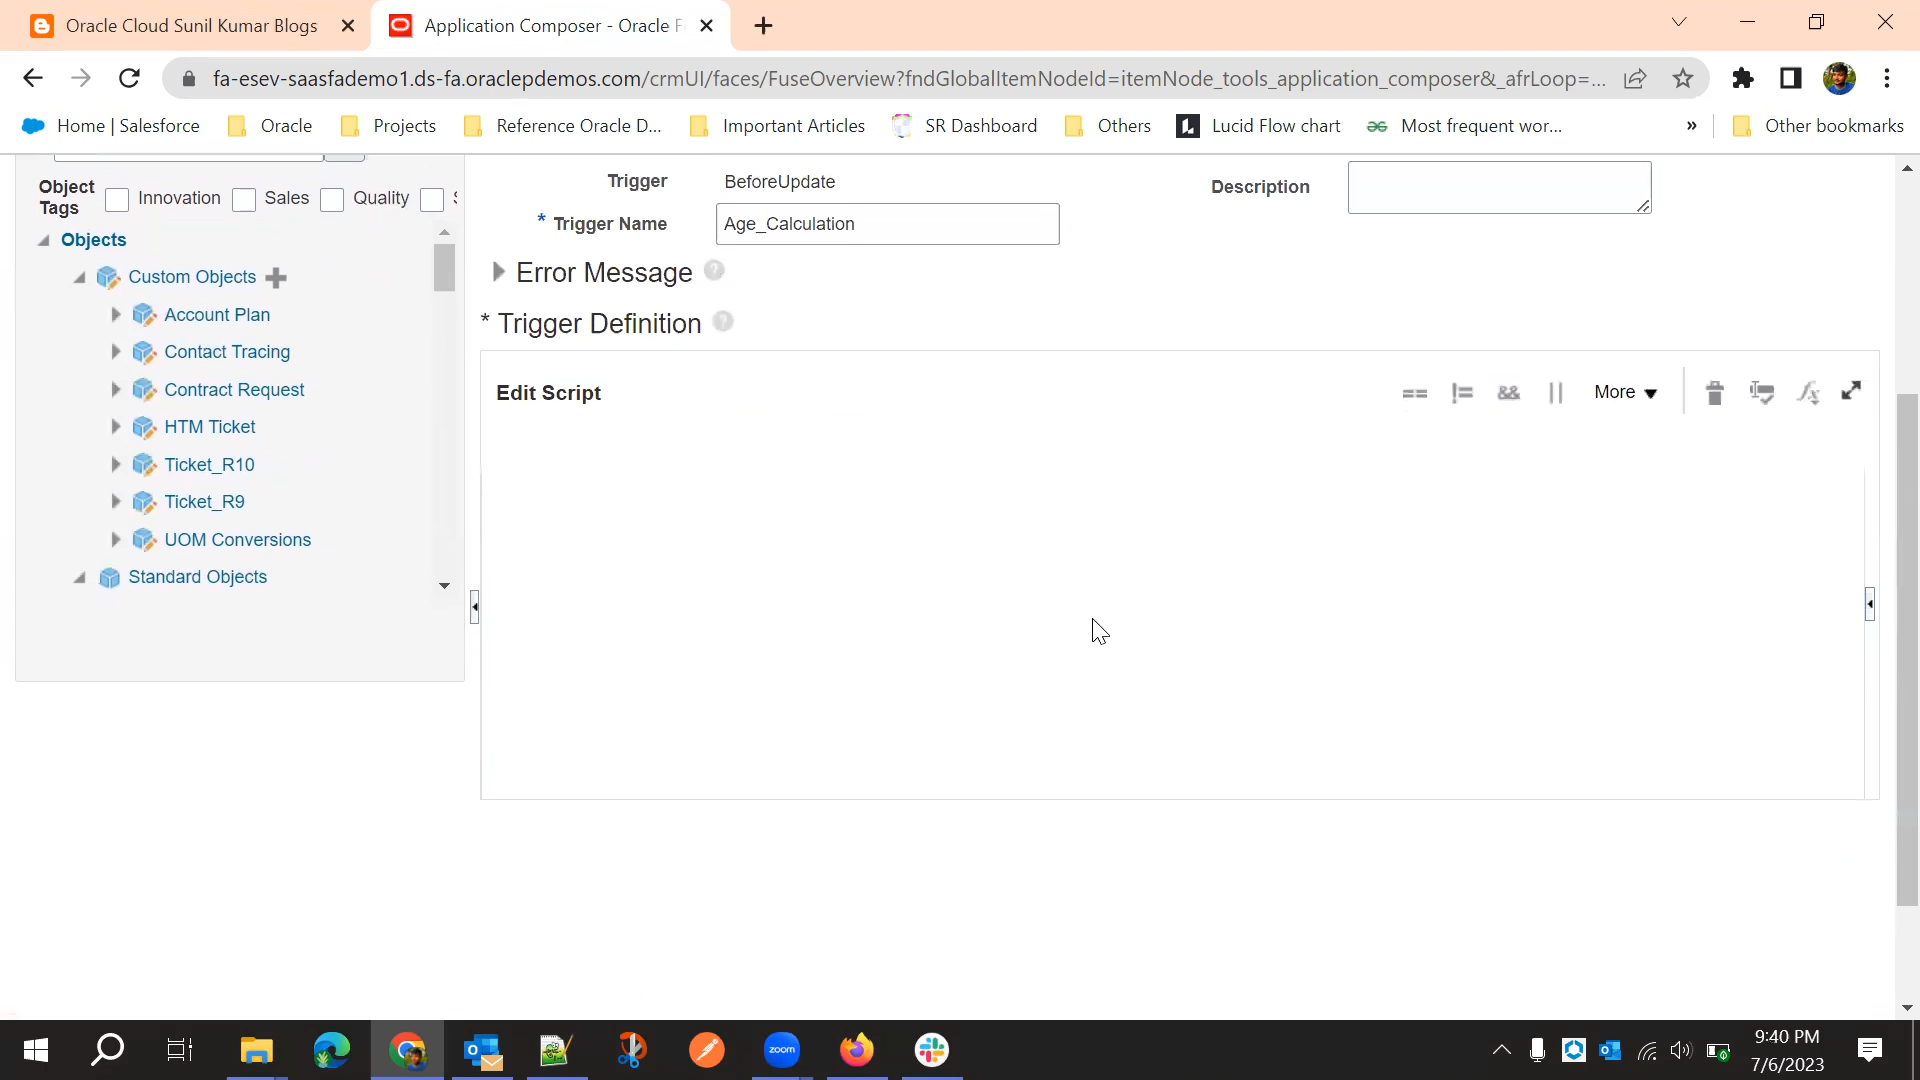 Oracle Cloud Sunil Kumar Blogs
Application Composer - Oracle F
fa-esev-saasfademo1.ds-fa.oraclepdemos.com/crmUI/faces/FuseOverview?fndGlobalItemNodeId=itemNode_tools_application_composer&_afrLoop=...
Home | Salesforce
Oracle
Projects
Reference Oracle D...
Important Articles
SR Dashboard
Others
Lucid Flow chart
Most frequent wor...
»
Other bookmarks
Object Tags
Innovation
Sales
Quality
Objects
Custom Objects
Account Plan
Contact Tracing
Contract Request
HTM Ticket
Ticket_R10
Ticket_R9
UOM Conversions
Standard Objects
Trigger BeforeUpdate
Description
* Trigger Name Age_Calculation
Error Message ?
* Trigger Definition ?
Edit Script
== != && || More
zoom
9:40 PM
7/6/2023